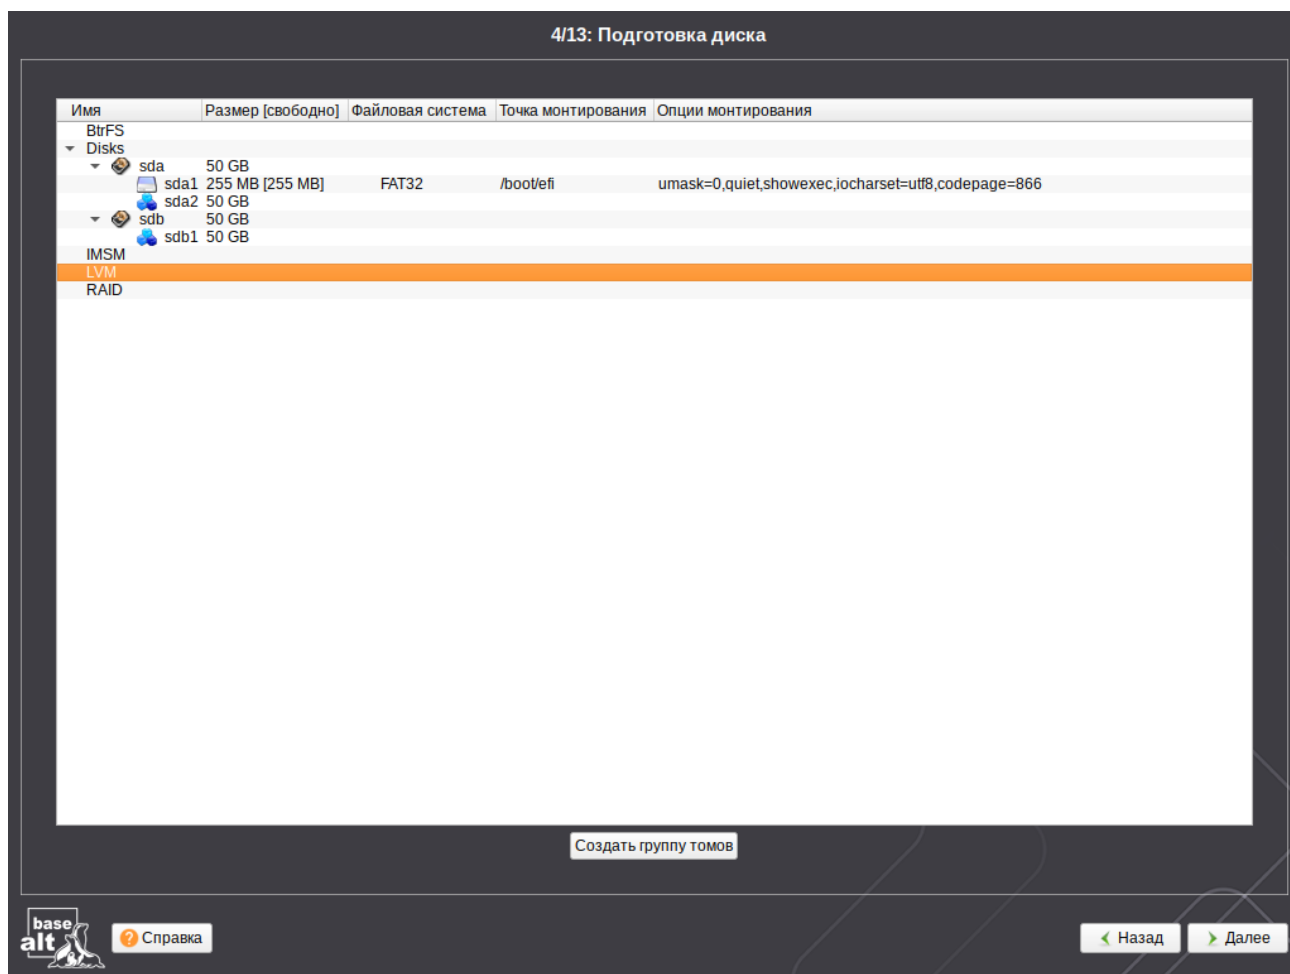 4/13: Подготовка диска
Имя Размер [свободно] Файловая система Точка монтирования Опции монтирования
BtrFS
Disks
sda 50 GB
sda1 255 MB [255 MB] FAT32 /boot/efi umask=0,quiet,showexec,iocharset=utf8,codepage=866
sda2 50 GB
sdb 50 GB
sdb1 50 GB
IMSM
LVM
RAID
Создать группу томов
base
alt
Справка Назад Далее